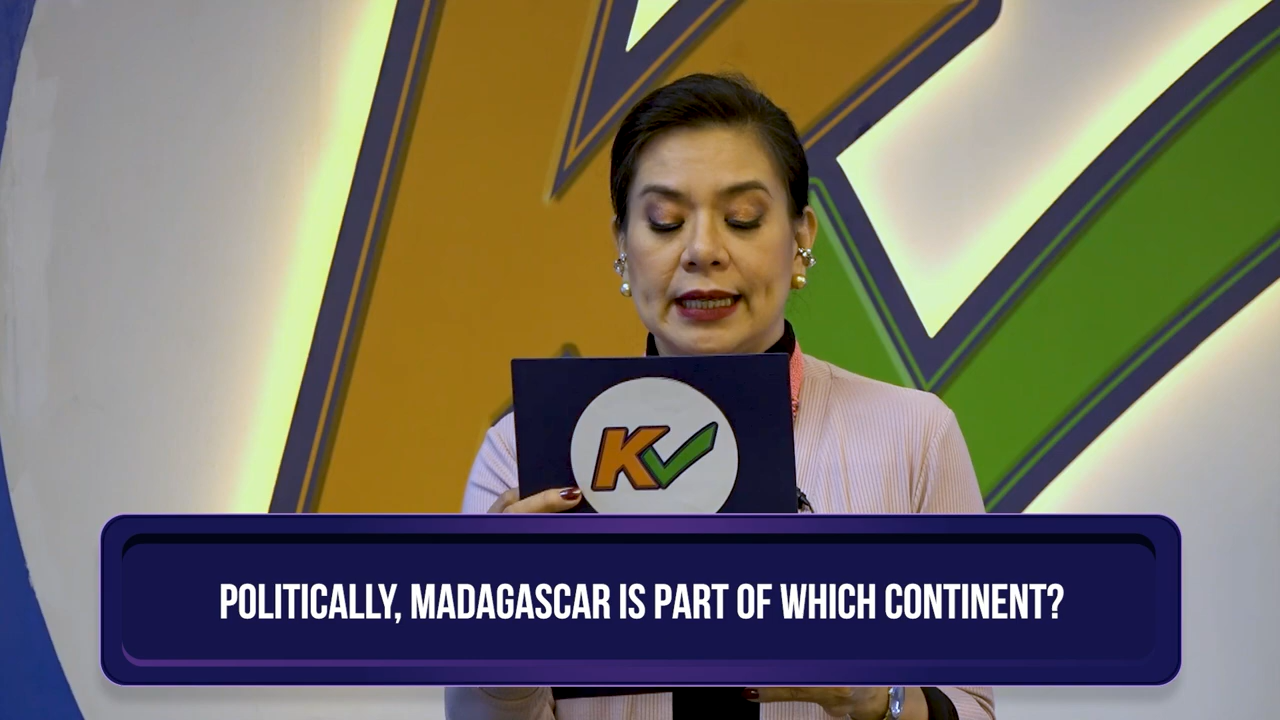 K
POLITICALLY, MADAGASCAR IS PART OF WHICH CONTINENT?